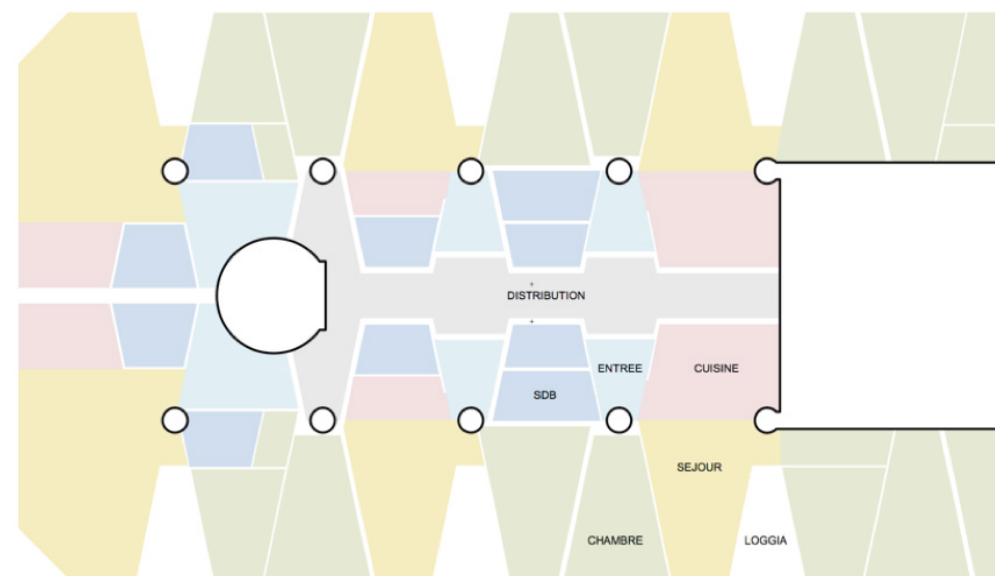 DISTRIBUTION
ENTREE
CUISINE
SDB
SEJOUR
CHAMBRE
LOGGIA